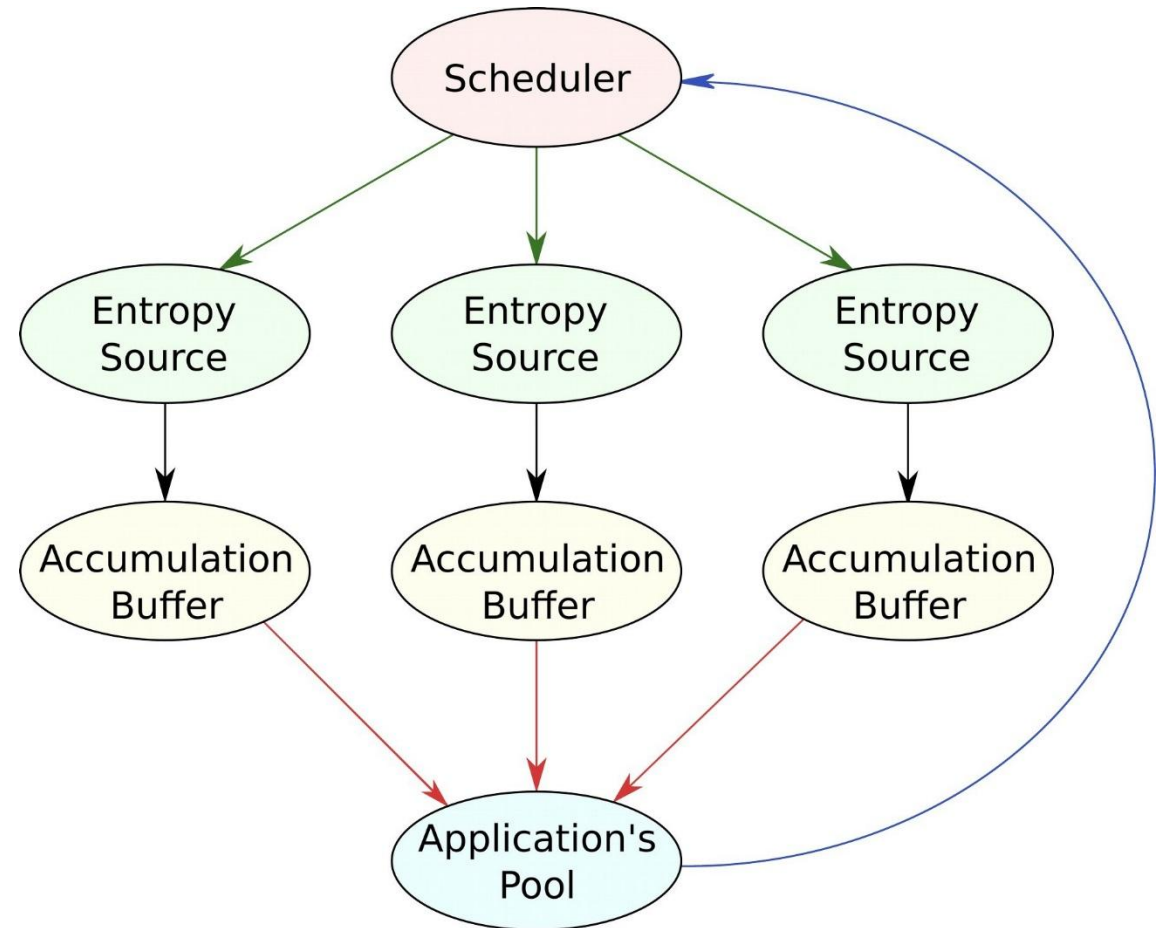 Scheduler
Entropy
Source
Entropy
Source
Entropy
Source
Accumulation
Buffer
Accumulation
Buffer
Accumulation
Buffer
Application's
Pool